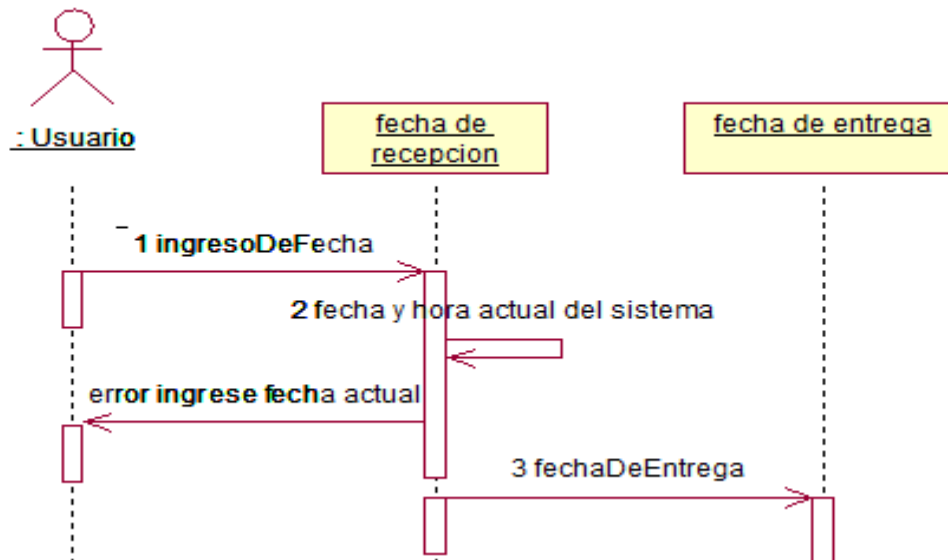 : Usuario
fecha de
recepcion
fecha de entrega
1 ingresoDeFecha
2 fecha y hora actual del sistema
error ingrese fecha actual
3 fechaDeEntrega